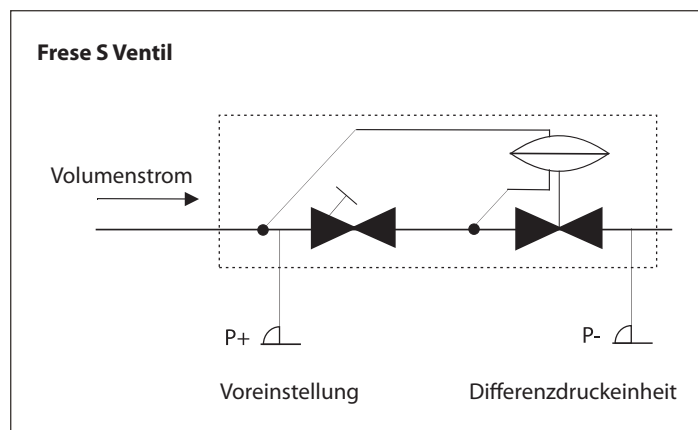 Frese S Ventil
Volumenstrom
P+
P-
Voreinstellung
Differenzdruckeinheit